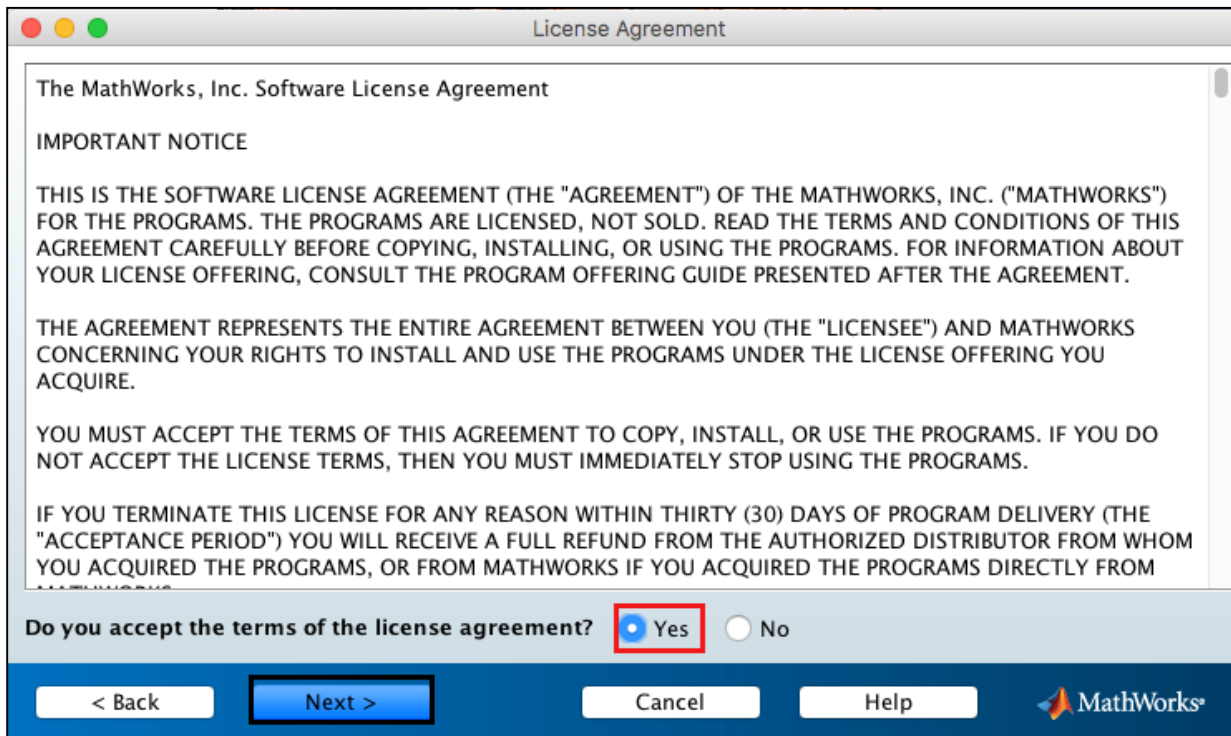 License Agreement
The MathWorks, Inc. Software License Agreement
IMPORTANT NOTICE
THIS IS THE SOFTWARE LICENSE AGREEMENT (THE "AGREEMENT") OF THE MATHWORKS, INC. ("MATHWORKS")
FOR THE PROGRAMS. THE PROGRAMS ARE LICENSED, NOT SOLD. READ THE TERMS AND CONDITIONS OF THIS
AGREEMENT CAREFULLY BEFORE COPYING, INSTALLING, OR USING THE PROGRAMS. FOR INFORMATION ABOUT
YOUR LICENSE OFFERING, CONSULT THE PROGRAM OFFERING GUIDE PRESENTED AFTER THE AGREEMENT.
THE AGREEMENT REPRESENTS THE ENTIRE AGREEMENT BETWEEN YOU (THE "LICENSEE") AND MATHWORKS
CONCERNING YOUR RIGHTS TO INSTALL AND USE THE PROGRAMS UNDER THE LICENSE OFFERING YOU
ACQUIRE.
YOU MUST ACCEPT THE TERMS OF THIS AGREEMENT TO COPY, INSTALL, OR USE THE PROGRAMS. IF YOU DO
NOT ACCEPT THE LICENSE TERMS, THEN YOU MUST IMMEDIATELY STOP USING THE PROGRAMS.
IF YOU TERMINATE THIS LICENSE FOR ANY REASON WITHIN THIRTY (30) DAYS OF PROGRAM DELIVERY (THE
"ACCEPTANCE PERIOD") YOU WILL RECEIVE A FULL REFUND FROM THE AUTHORIZED DISTRIBUTOR FROM WHOM
YOU ACQUIRED THE PROGRAMS, OR FROM MATHWORKS IF YOU ACQUIRED THE PROGRAMS DIRECTLY FROM
Do you accept the terms of the license agreement? Yes No
< Back Next > Cancel Help MathWorks®